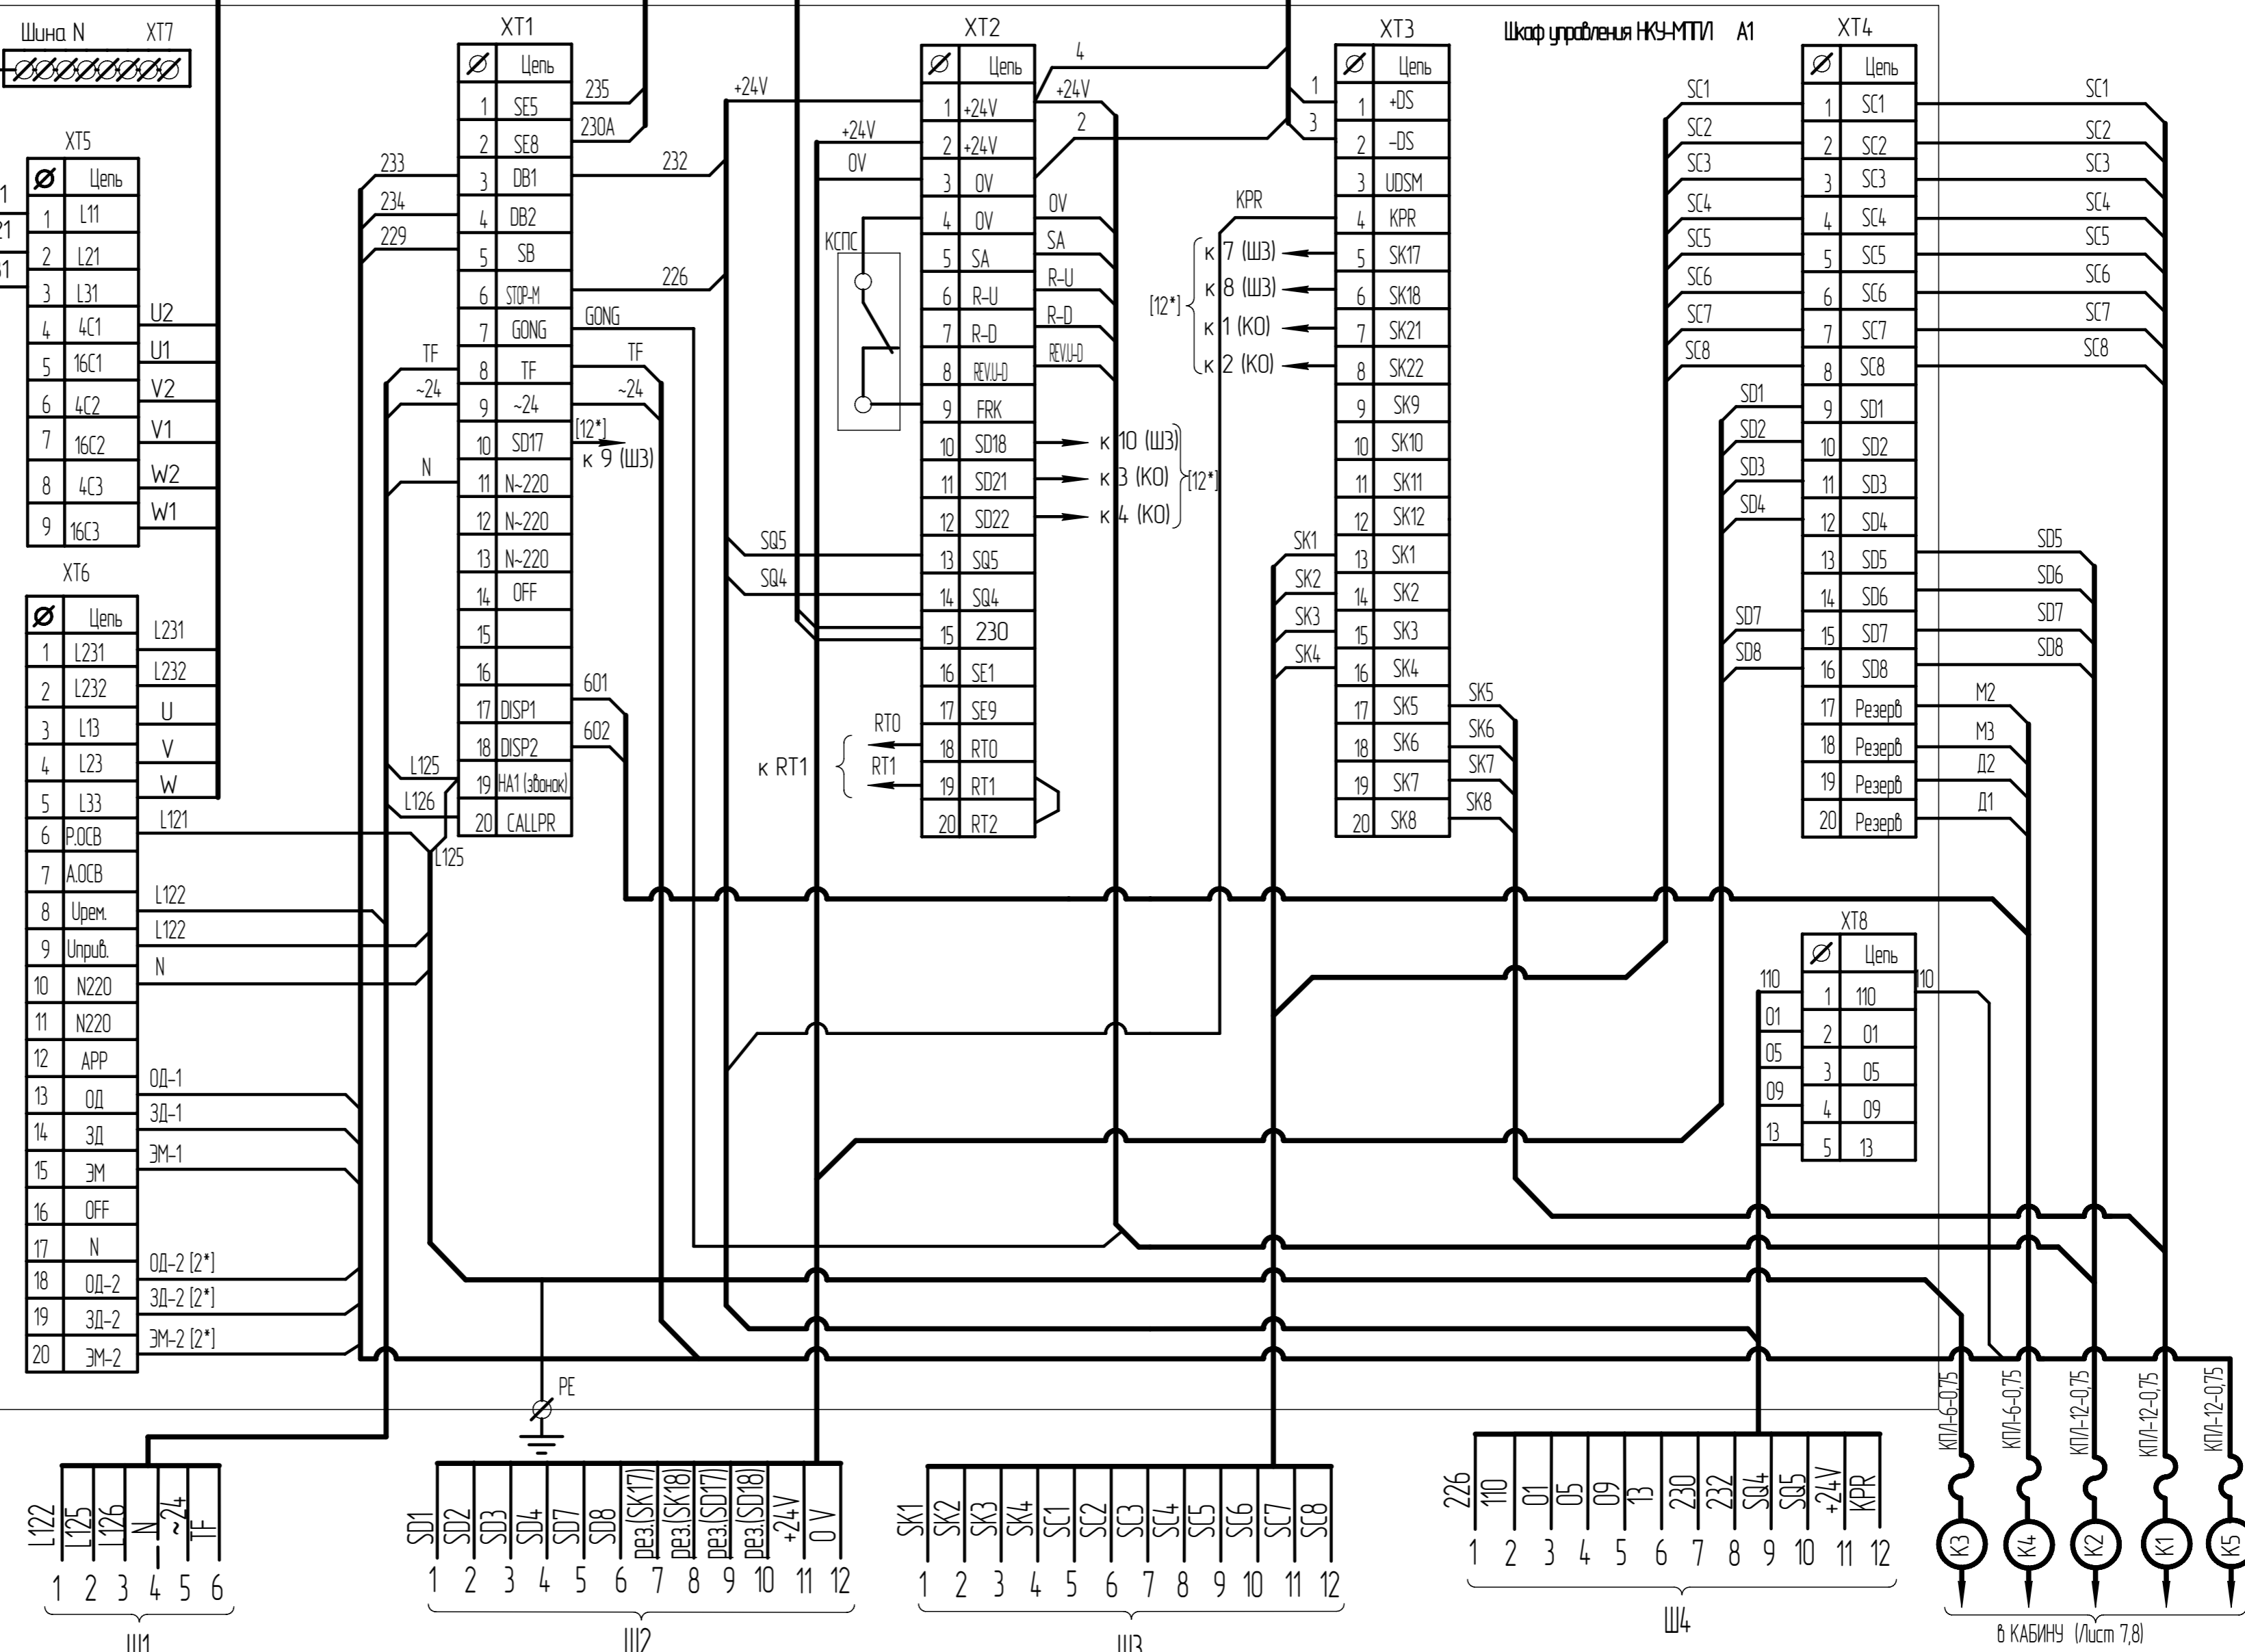 Шина N XT7
Шкаф управления НКУ-МППЛ А1
XT5
Цепь
1 L11
2 L21
3 L31
4 4C1 U2
5 16C1 U1
6 4C2 V2
7 16C2 V1
8 4C3 W2
9 16C3 W1
XT6
Цепь
1 L231 L231
2 L232 L232
3 L13 U
4 L23 V
5 L33 W
6 Р.ОСВ L121
7 А.ОСВ
8 Uрем. L122
9 Uприв. L122
10 N220 N
11 N220
12 APP
13 ОД ОД-1
14 ЗД ЗД-1
15 ЭМ ЭМ-1
16 OFF
17 N
18 ОД-2 ОД-2 [2*]
19 ЗД-2 ЗД-2 [2*]
20 ЭМ-2 ЭМ-2 [2*]
XT1
Цепь
1 SE5 235
2 SE8 230A
233 3 DB1 232
234 4 DB2
229 5 SB
6 STOP-M 226
7 GONG GONG
TF 8 TF TF
~24 9 ~24 ~24
10 SD17 [12*]
к 9 (Ш3)
N 11 N~220
12 N~220
13 N~220
14 OFF
15
16
17 DISP1 601
18 DISP2 602
L125 19 HA1 (звонок)
L126 20 CALLPR
L125
XT2
Цепь
+24V 1 +24V +24V
4
+24V 2 +24V 2
0V 3 0V
4 0V 0V
КСПС
5 SA SA
6 R-U R-U
7 R-D R-D
8 REV.U-D REV.U-D
9 FRK
10 SD18 к 10 (Ш3)
11 SD21 к 3 (КО) [12*]
12 SD22 к 4 (КО)
SQ5 13 SQ5
SQ4 14 SQ4
15 230
16 SE1
17 SE9
RT0 18 RT0
к RT1
RT1 19 RT1
20 RT2
XT3
Цепь
1 1 +DS
3 2 -DS
3 UDSM
KPR 4 KPR
к 7 (Ш3) 5 SK17
к 8 (Ш3) 6 SK18
[12*]
к 1 (КО) 7 SK21
к 2 (КО) 8 SK22
9 SK9
10 SK10
11 SK11
12 SK12
SK1 13 SK1
SK2 14 SK2
SK3 15 SK3
SK4 16 SK4
17 SK5 SK5
18 SK6 SK6
19 SK7 SK7
20 SK8 SK8
XT4
Цепь
SC1 1 SC1 SC1
SC2 2 SC2 SC2
SC3 3 SC3 SC3
SC4 4 SC4 SC4
SC5 5 SC5 SC5
SC6 6 SC6 SC6
SC7 7 SC7 SC7
SC8 8 SC8 SC8
SD1 9 SD1
SD2 10 SD2
SD3 11 SD3
SD4 12 SD4
13 SD5 SD5
14 SD6 SD6
SD7 15 SD7 SD7
SD8 16 SD8 SD8
17 Резерв М2
18 Резерв М3
19 Резерв Д2
20 Резерв Д1
XT8
Цепь
110 1 110 110
01 2 01
05 3 05
09 4 09
13 5 13
PE
L122 L125 L126 N ~24 TF
1 2 3 4 5 6
Ш1
SD1 SD2 SD3 SD4 SD7 SD8 рез.(SK17) рез.(SK18) рез.(SD17) рез.(SD18) +24V 0 V
1 2 3 4 5 6 7 8 9 10 11 12
Ш2
SK1 SK2 SK3 SK4 SC1 SC2 SC3 SC4 SC5 SC6 SC7 SC8
1 2 3 4 5 6 7 8 9 10 11 12
Ш3
226 110 01 05 09 13 230 232 SQ4 SQ5 +24V KPR
1 2 3 4 5 6 7 8 9 10 11 12
Ш4
КПЛ-6-0,75 КПЛ-6-0,75 КПЛ-12-0,75 КПЛ-12-0,75 КПЛ-12-0,75
К3 К4 К2 К1 К5
в КАБИНУ (Лист 7,8)